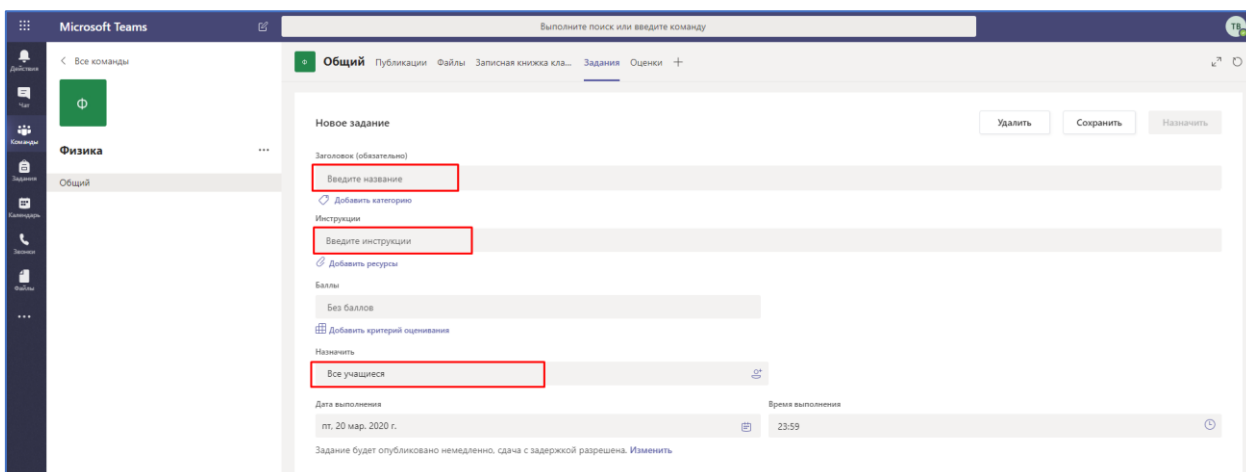 Microsoft Teams
Выполните поиск или введите команду
ТВ
Действия
Чат
Команды
Задания
Календарь
Звонки
Файлы
< Все команды
Ф
Физика
Общий
Ф Общий Публикации Файлы Записная книжка кла... Задания Оценки +
Новое задание
Удалить Сохранить Назначить
Заголовок (обязательно)
Введите название
Добавить категорию
Инструкции
Введите инструкции
Добавить ресурсы
Баллы
Без баллов
Добавить критерий оценивания
Назначить
Все учащиеся
Дата выполнения Время выполнения
пт, 20 мар. 2020 г. 23:59
Задание будет опубликовано немедленно, сдача с задержкой разрешена. Изменить